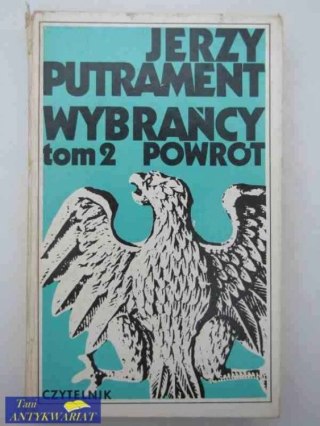 JERZY
PUTRAMENT
WYBRAŃCY
tom 2 POWRÓT
CZYTELNIK
Tani
ANTYKWARIAT